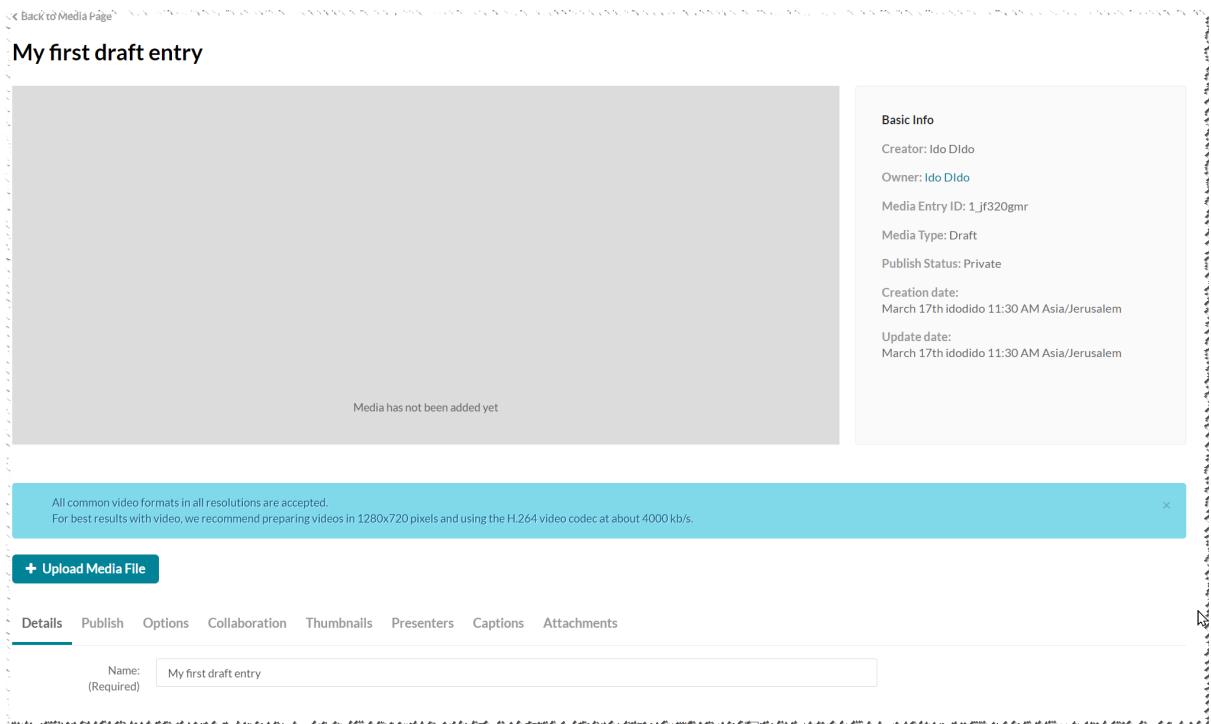 Back to Media Page
My first draft entry
Media has not been added yet
Basic Info
Creator: Ido DIdo
Owner: Ido DIdo
Media Entry ID: 1_jf320gmr
Media Type: Draft
Publish Status: Private
Creation date:
March 17th idodido 11:30 AM Asia/Jerusalem
Update date:
March 17th idodido 11:30 AM Asia/Jerusalem
All common video formats in all resolutions are accepted.
For best results with video, we recommend preparing videos in 1280x720 pixels and using the H.264 video codec at about 4000 kb/s.
+ Upload Media File
Details Publish Options Collaboration Thumbnails Presenters Captions Attachments
Name: My first draft entry
(Required)